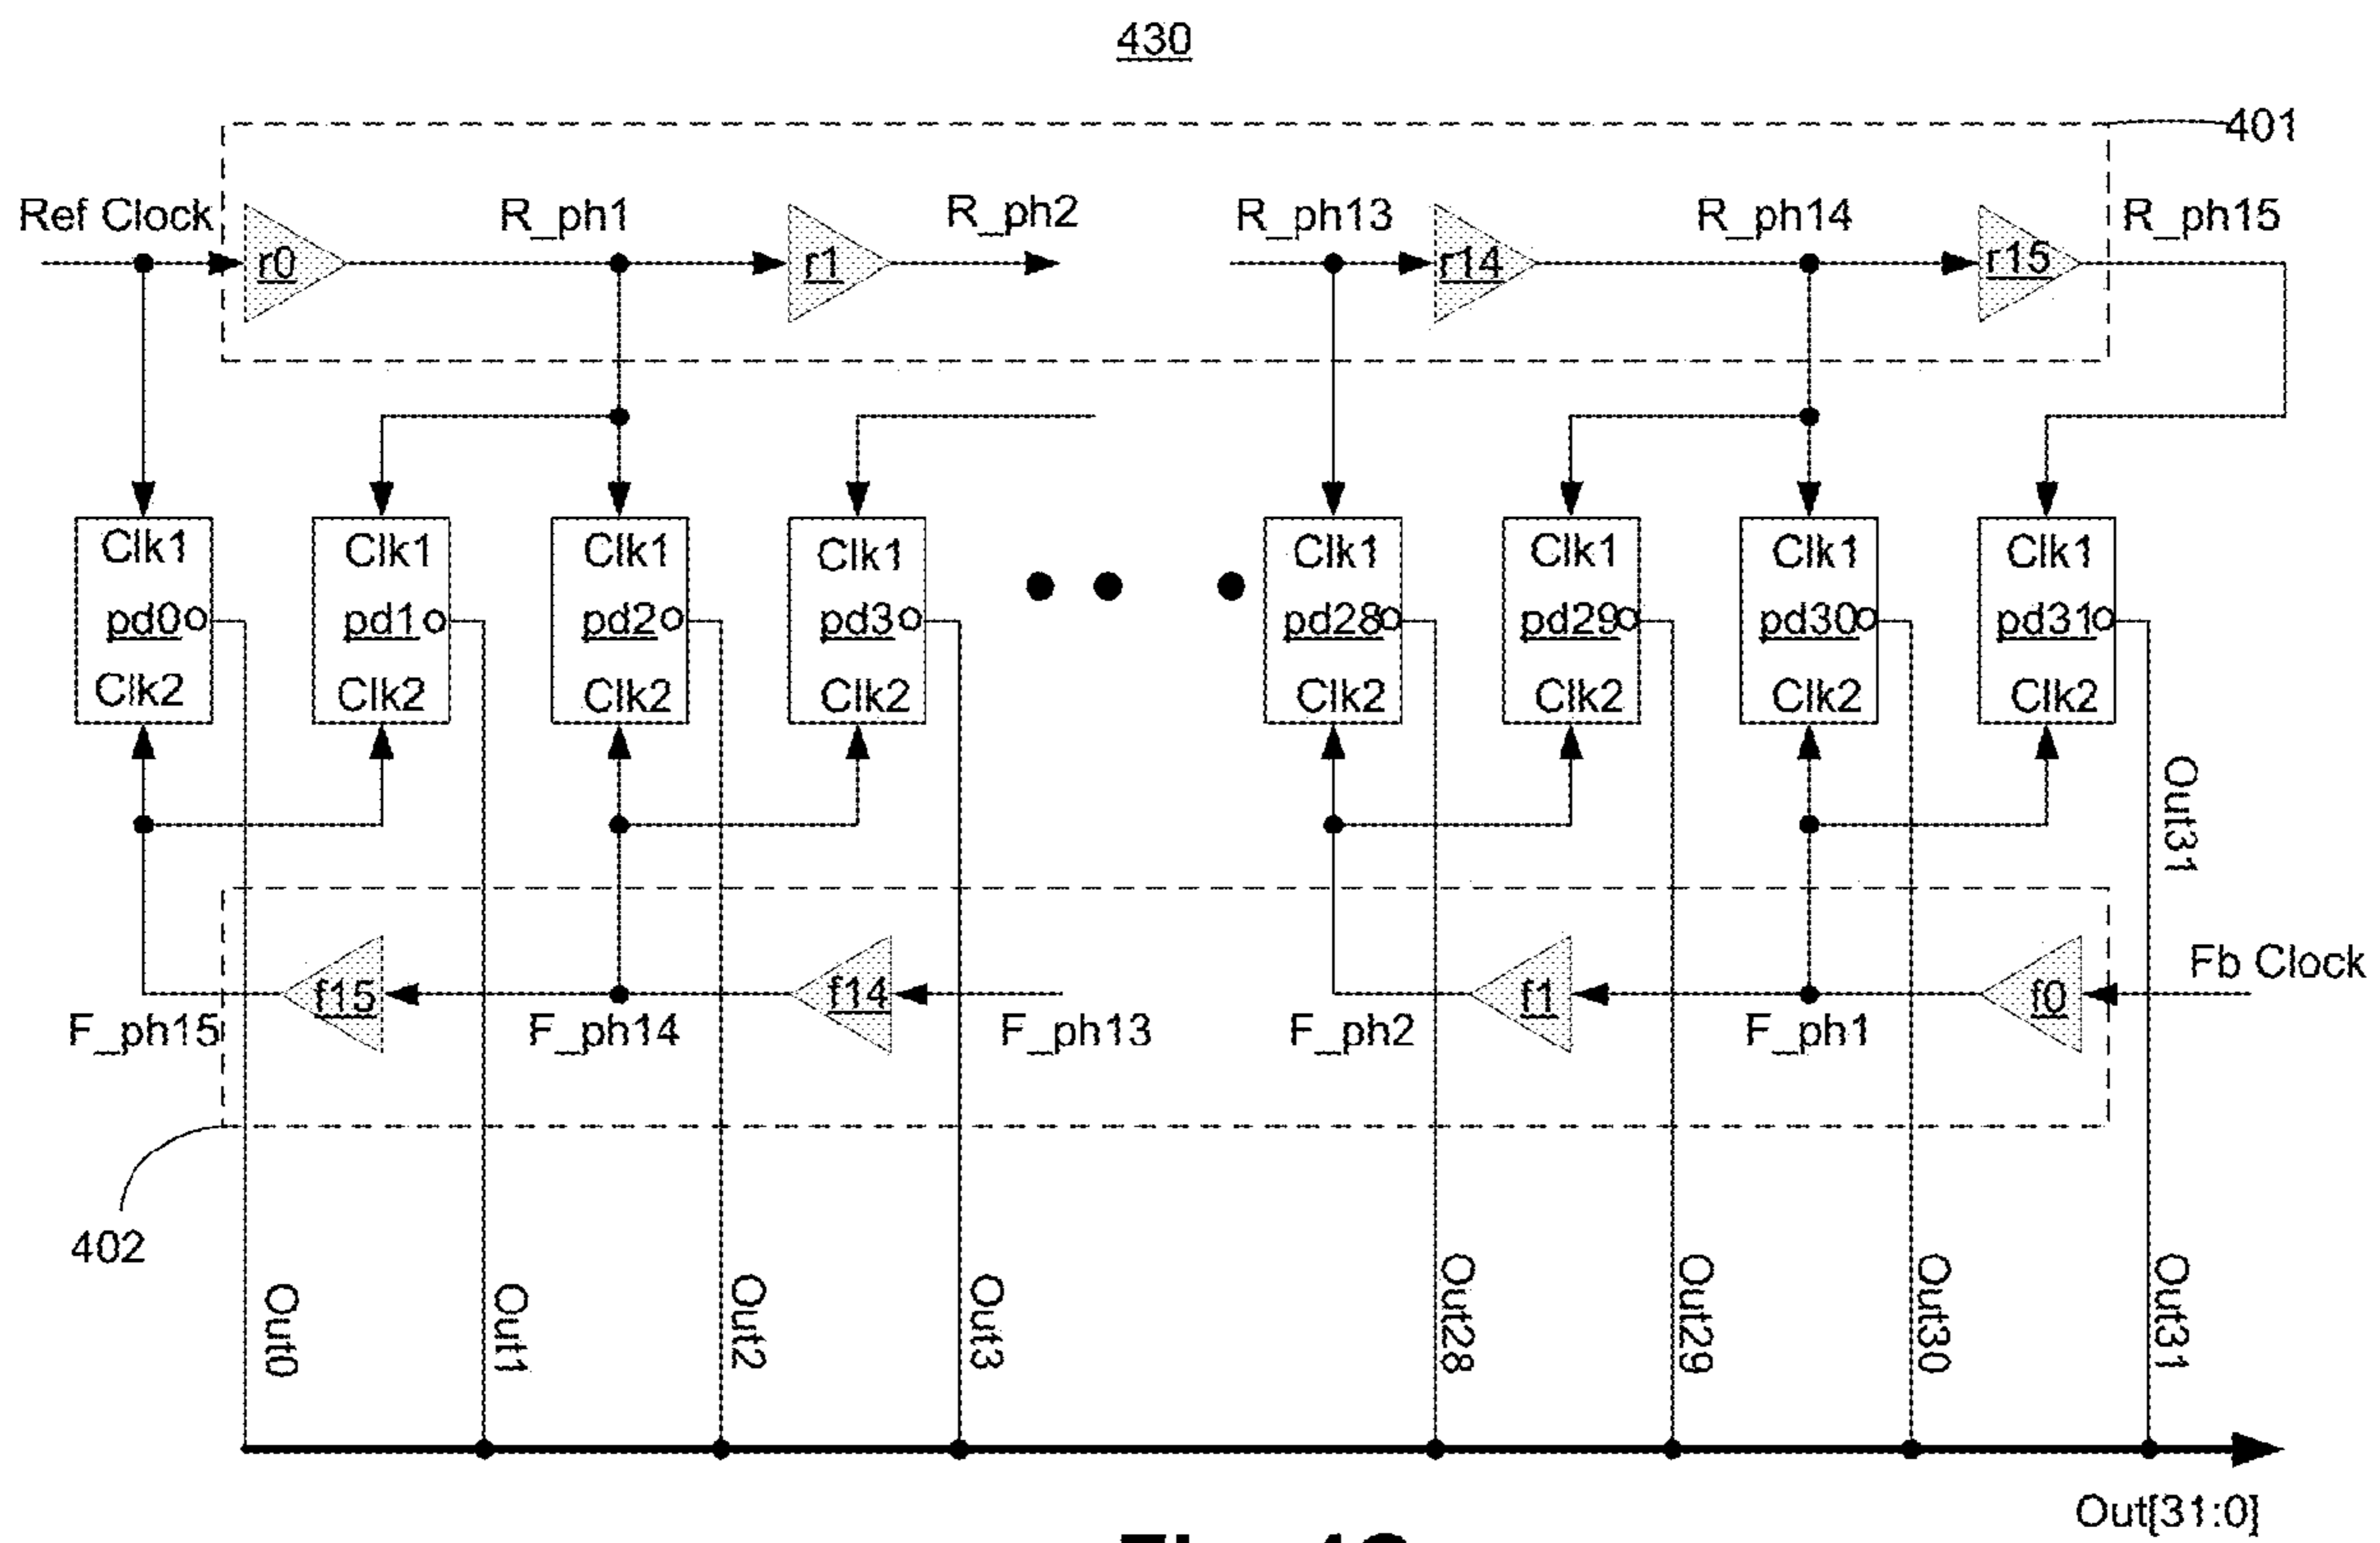 430
401
Ref Clock
R_ph1
R_ph2
R_ph13
R_ph14
R_ph15
r0
r1
r14
r15
Clk1
Clk1
Clk1
Clk1
Clk1
Clk1
Clk1
Clk1
pd0
pd1
pd2
pd3
pd28
pd29
pd30
pd31
Clk2
Clk2
Clk2
Clk2
Clk2
Clk2
Clk2
Clk2
Out31
f15
f14
f1
f0
Fb Clock
F_ph15
F_ph14
F_ph13
F_ph2
F_ph1
402
Out0
Out1
Out2
Out3
Out28
Out29
Out30
Out31
Out[31:0]